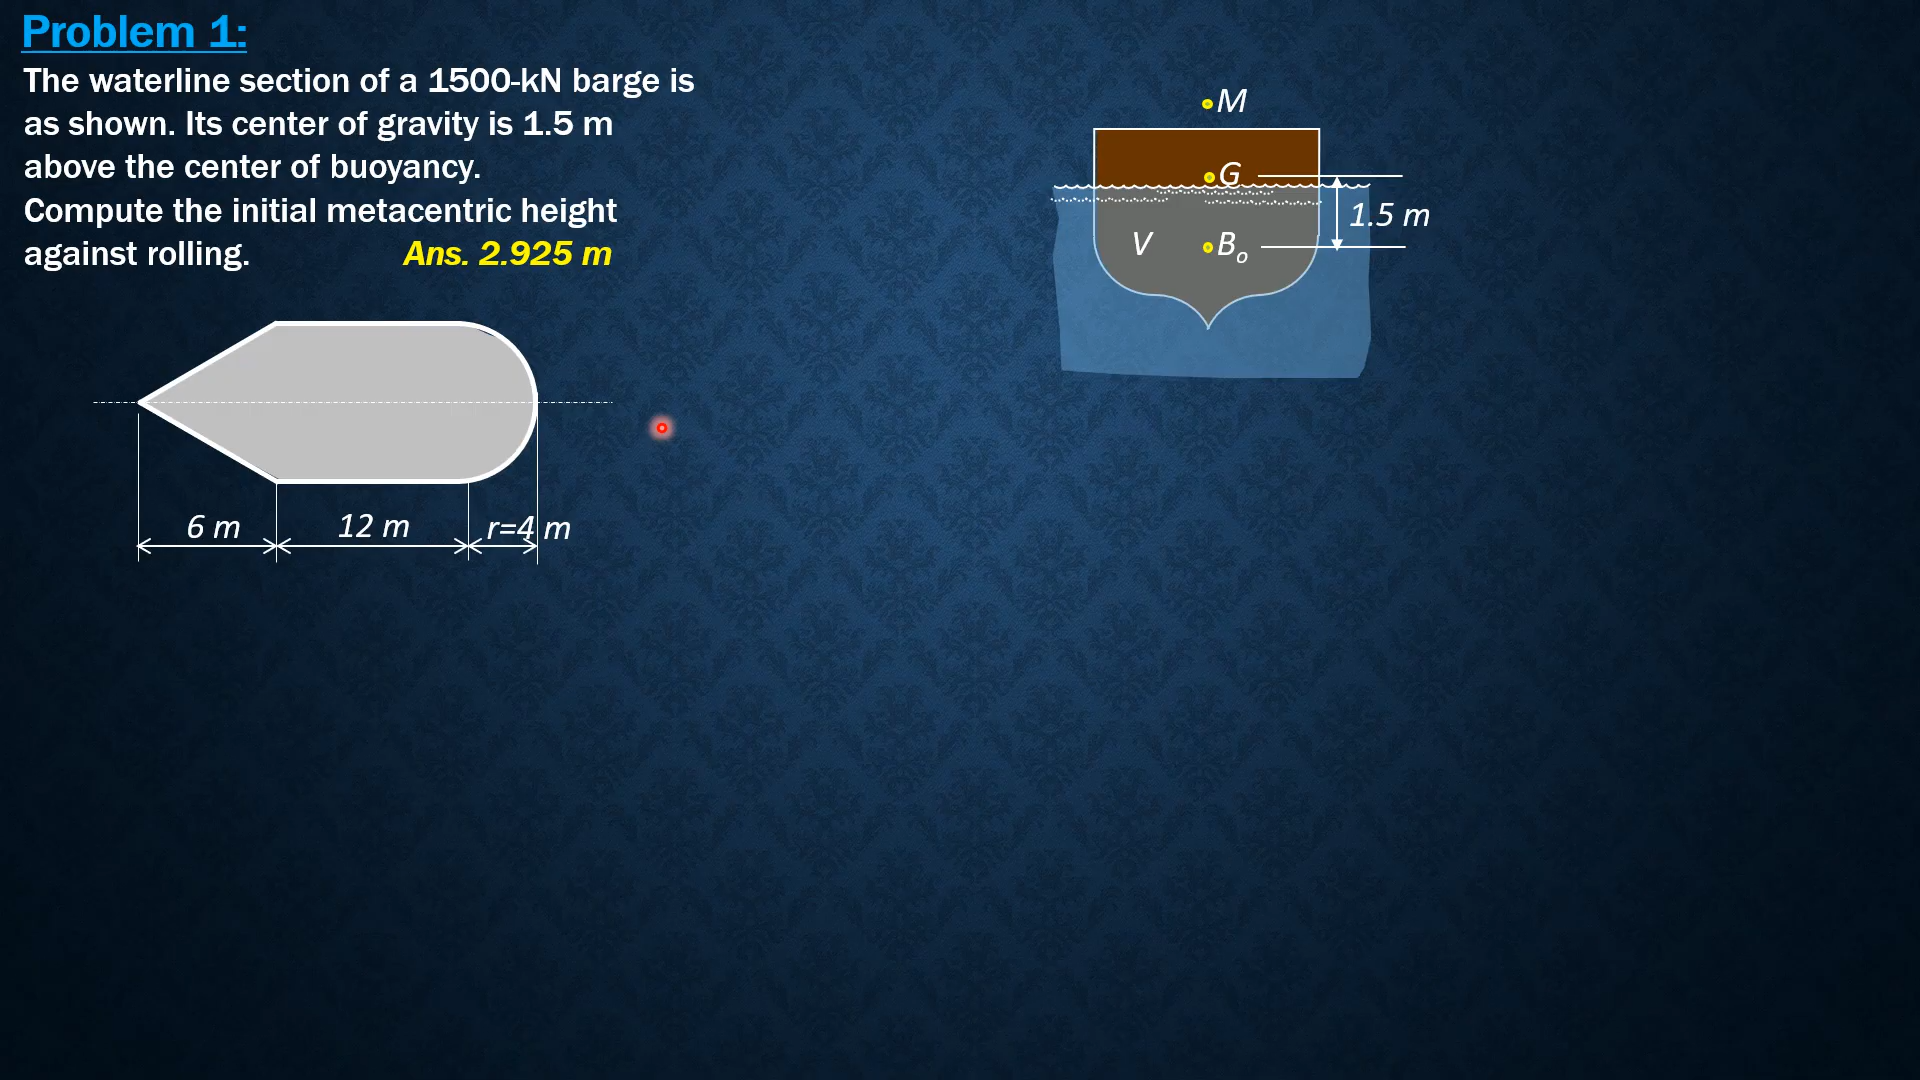 Problem 1:
The waterline section of a 1500-kN barge is
as shown. Its center of gravity is 1.5 m
above the center of buoyancy.
Compute the initial metacentric height
against rolling. Ans. 2.925 m
M
G
1.5 m
V
Bo
6 m
12 m
r=4 m